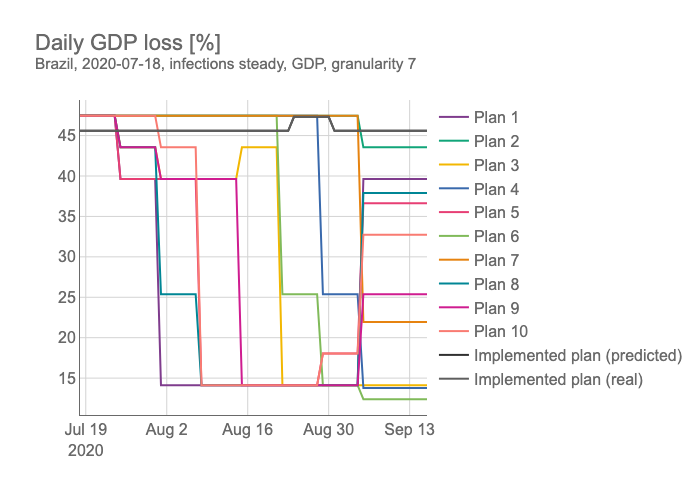 Daily GDP loss [%]
Brazil, 2020-07-18, infections steady, GDP, granularity 7
45
40
35
30
25
20
15
Jul 19
2020
Aug 2
Aug 16
Aug 30
Sep 13
Plan 1
Plan 2
Plan 3
Plan 4
Plan 5
Plan 6
Plan 7
Plan 8
Plan 9
Plan 10
Implemented plan (predicted)
Implemented plan (real)